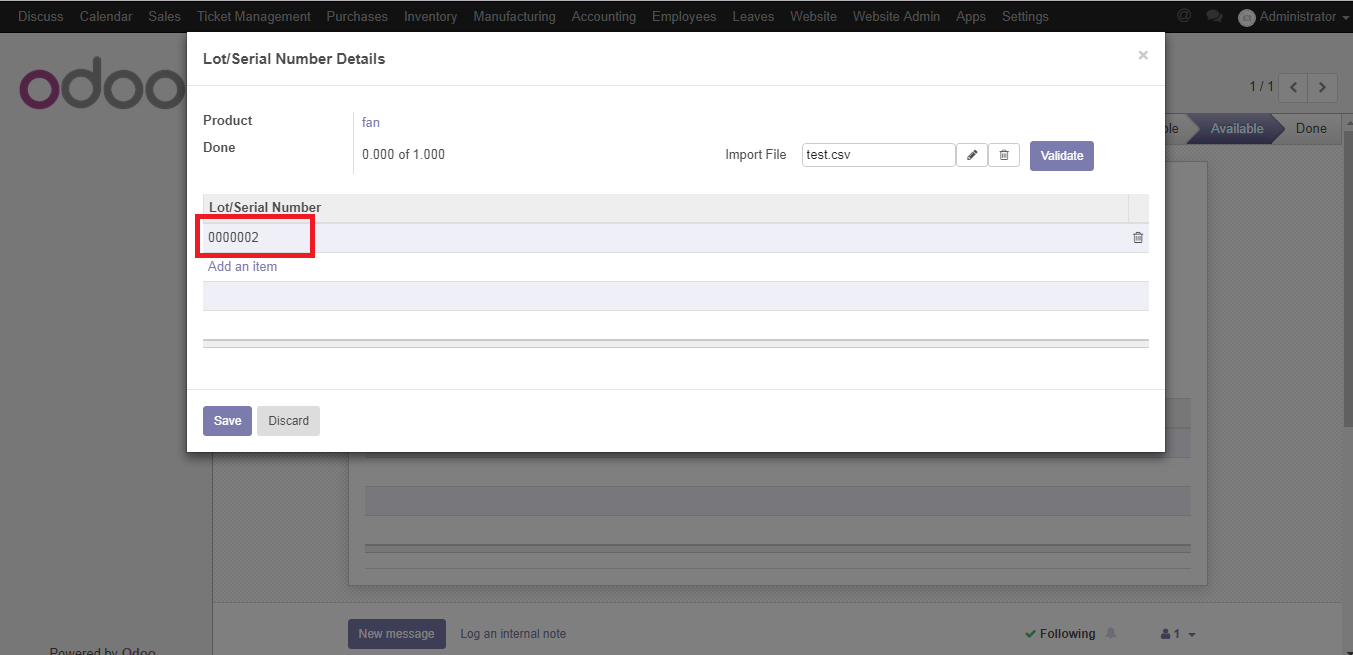 Discuss Calendar Sales Ticket Management Purchases Inventory Manufacturing Accounting Employees Leaves Website Website Admin Apps Settings @ Administrator
odoo
Lot/Serial Number Details ×
1 / 1
Product fan
Available Done
Done 0.000 of 1.000 Import File test.csv Validate
Lot/Serial Number
0000002
Add an item
Save Discard
New message Log an internal note Following 1
Powered by Odoo